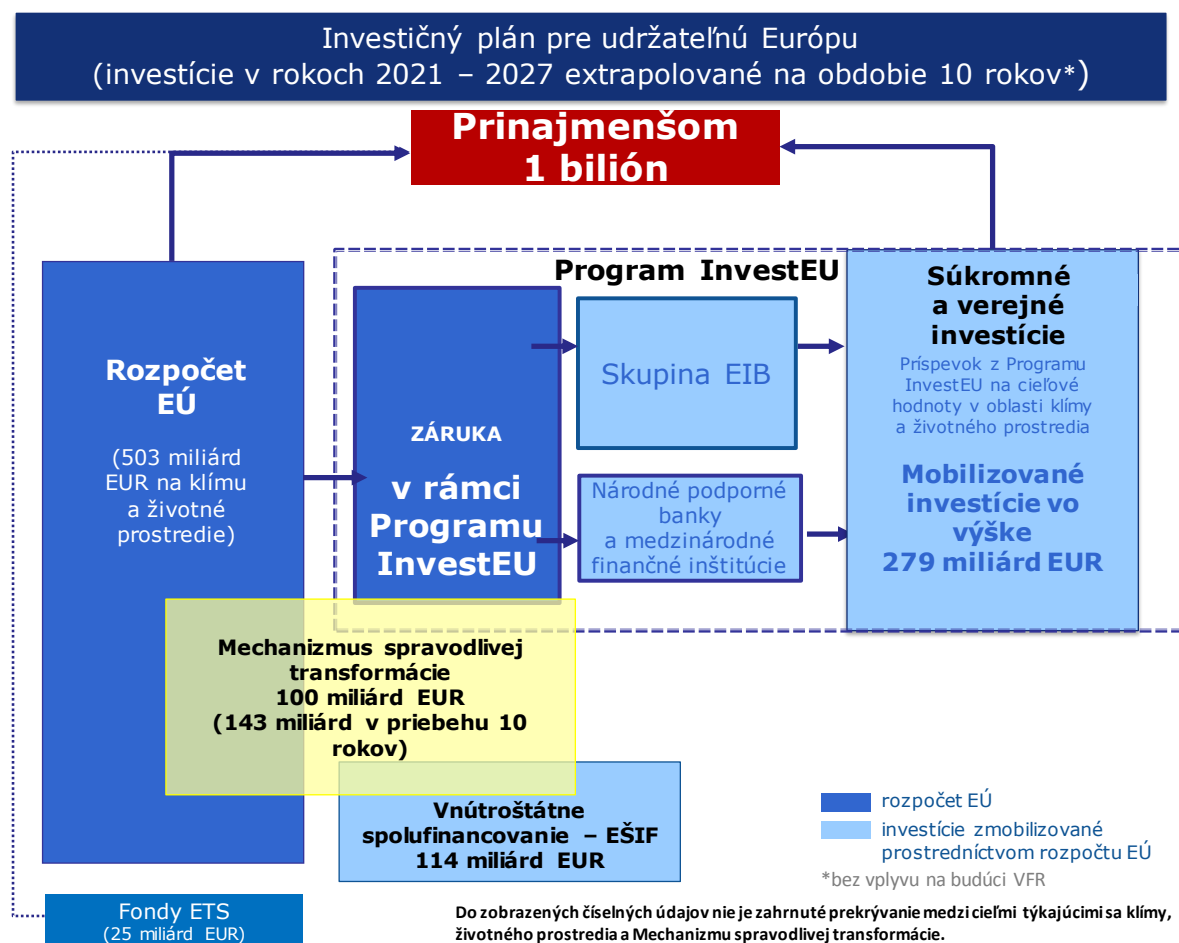 Investičný plán pre udržateľnú Európu
(investície v rokoch 2021 – 2027 extrapolované na obdobie 10 rokov*)
Prinajmenšom
1 bilión
Rozpočet
EÚ
(503 miliárd
EUR na klímu
a životné
prostredie)
Program InvestEU
ZÁRUKA
v rámci
Programu
InvestEU
Skupina EIB
Národné podporné
banky
a medzinárodné
finančné inštitúcie
Súkromné
a verejné
investície
Príspevok z Programu
InvestEU na cieľové
hodnoty v oblasti klímy
a životného prostredia
Mobilizované
investície vo
výške
279 miliárd EUR
Mechanizmus spravodlivej
transformácie
100 miliárd EUR
(143 miliárd v priebehu 10
rokov)
Vnútroštátne
spolufinancovanie – EŠIF
114 miliárd EUR
rozpočet EÚ
investície zmobilizované
prostredníctvom rozpočtu EÚ
*bez vplyvu na budúci VFR
Fondy ETS
(25 miliárd EUR)
Do zobrazených číselných údajov nie je zahrnuté prekrývanie medzi cieľmi týkajúcimi sa klímy,
životného prostredia a Mechanizmu spravodlivej transformácie.